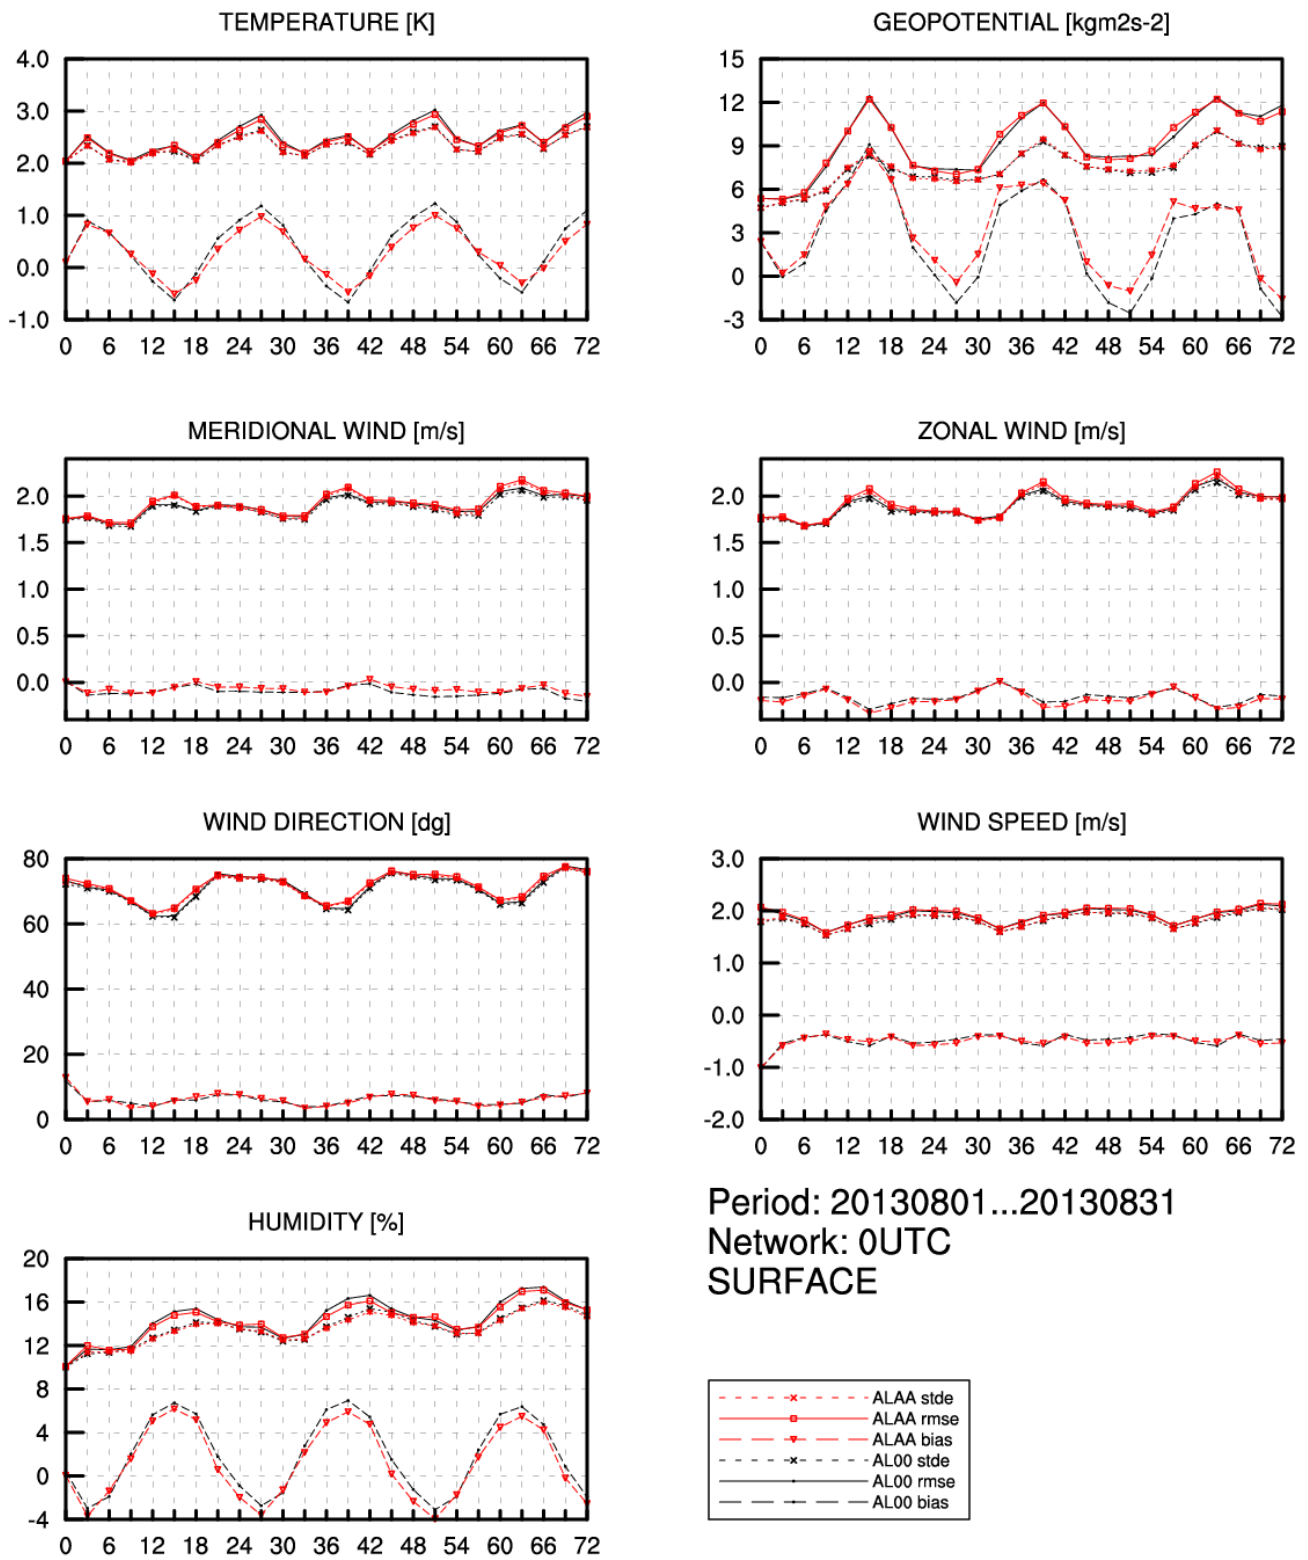 TEMPERATURE [K]
4.0
3.0
2.0
1.0
0.0
-1.0
0 6 12 18 24 30 36 42 48 54 60 66 72
GEOPOTENTIAL [kgm2s-2]
15
12
9
6
3
0
-3
0 6 12 18 24 30 36 42 48 54 60 66 72
MERIDIONAL WIND [m/s]
2.0
1.5
1.0
0.5
0.0
0 6 12 18 24 30 36 42 48 54 60 66 72
ZONAL WIND [m/s]
2.0
1.5
1.0
0.5
0.0
0 6 12 18 24 30 36 42 48 54 60 66 72
WIND DIRECTION [dg]
80
60
40
20
0
0 6 12 18 24 30 36 42 48 54 60 66 72
WIND SPEED [m/s]
3.0
2.0
1.0
0.0
-1.0
-2.0
0 6 12 18 24 30 36 42 48 54 60 66 72
HUMIDITY [%]
20
16
12
8
4
0
-4
0 6 12 18 24 30 36 42 48 54 60 66 72
Period: 20130801...20130831
Network: 0UTC
SURFACE
ALAA stde
ALAA rmse
ALAA bias
AL00 stde
AL00 rmse
AL00 bias